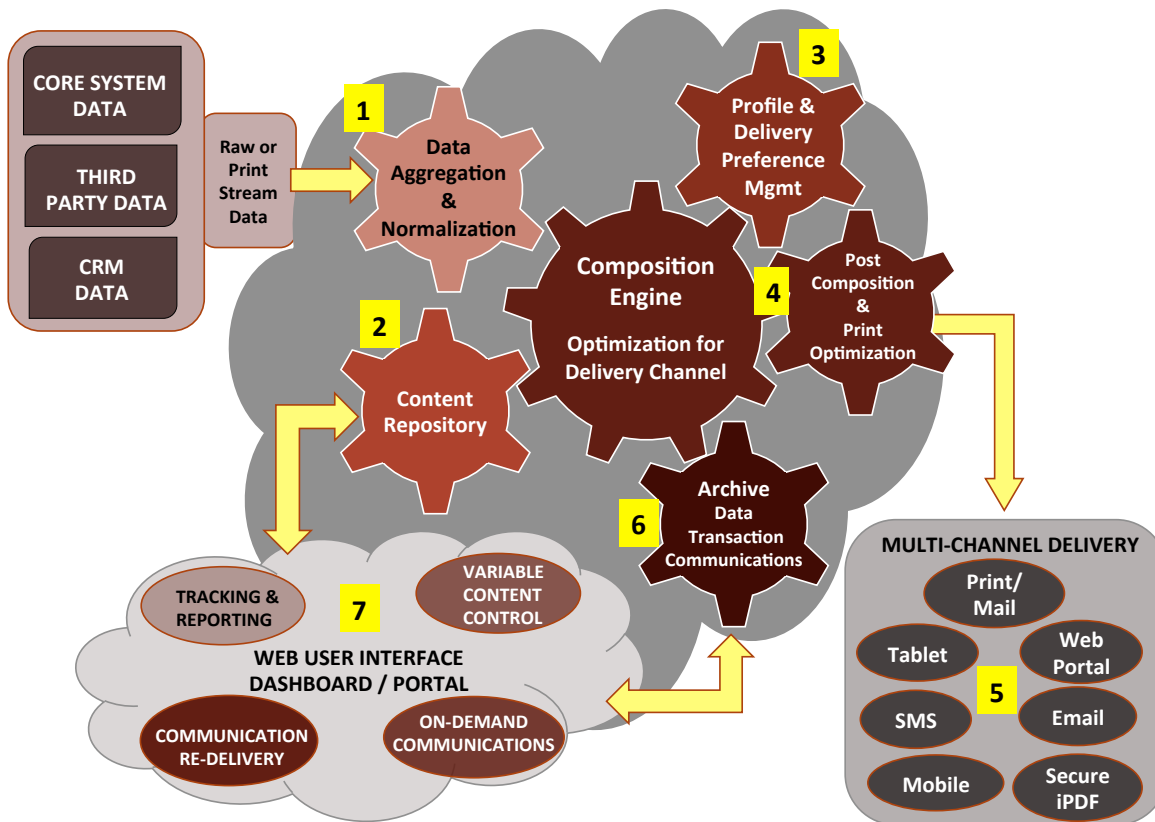 CORE SYSTEM
DATA
THIRD
PARTY DATA
CRM
DATA
Raw or
Print
Stream
Data
1
Data
Aggregation
&
Normalization
2
Content
Repository
3
Profile &
Delivery
Preference
Mgmt
Composition
Engine
Optimization for
Delivery Channel
4
Post
Composition
&
Print
Optimization
6
Archive
Data
Transaction
Communications
7
TRACKING &
REPORTING
VARIABLE
CONTENT
CONTROL
WEB USER INTERFACE
DASHBOARD / PORTAL
COMMUNICATION
RE-DELIVERY
ON-DEMAND
COMMUNICATIONS
MULTI-CHANNEL DELIVERY
Print/
Mail
Tablet
Web
Portal
5
SMS
Email
Mobile
Secure
iPDF